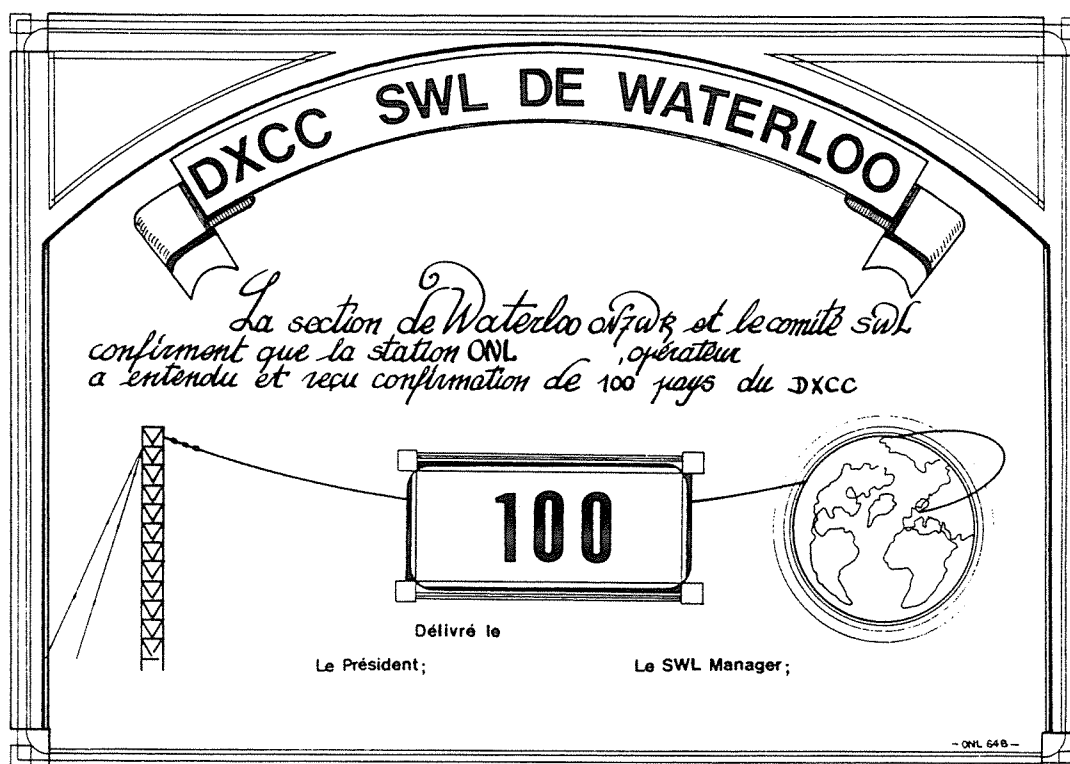 DXCC SWL DE WATERLOO
La section de Waterloo ON7WR et le comité SWL
confirment que la station ONL , opérateur
a entendu et reçu confirmation de 100 pays du DXCC
100
Délivré le
Le Président; Le SWL Manager;
- ONL 648 -